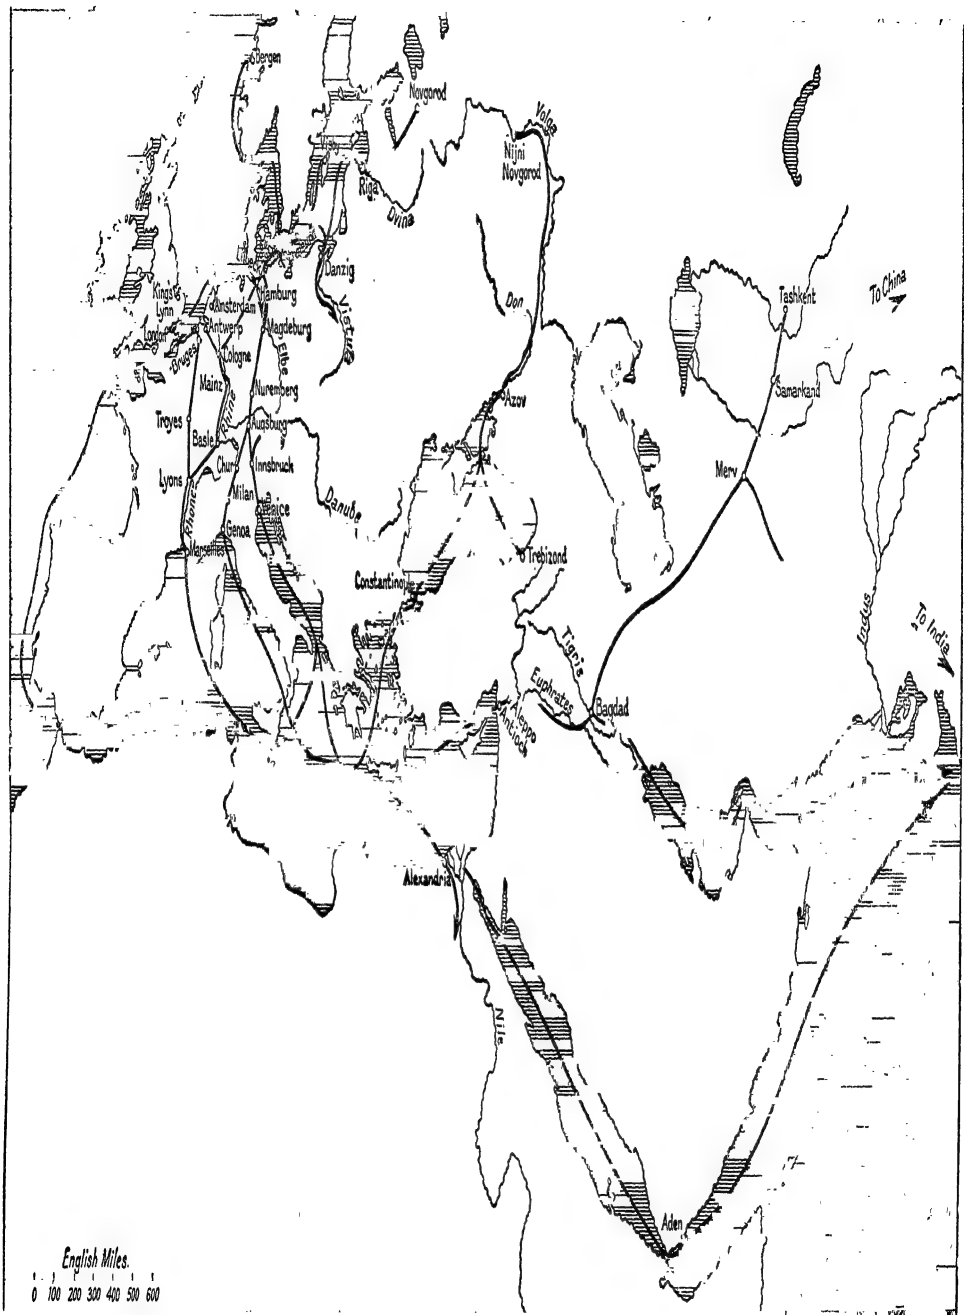 Bergen
Novgorod
Volga
Nijni
Novgorod
Visby
Riga
Dvina
Danzig
Vistula
Don
To China
Tashkent
King's
Lynn
Hamburg
Amsterdam
London
Antwerp
Magdeburg
Bruges
Cologne
Elbe
Mainz
Nuremberg
Rhine
Samarkand
Azov
Troyes
Augsburg
Basle
Lyons
Chur
Innsbruck
Merv
Milan
Rhone
Venice
Danube
Genoa
Marseilles
Trebizond
Constantinople
Indus
To India
Tigris
Euphrates
Bagdad
Aleppo
Antioch
Alexandria
Nile
Aden
English Miles.
0 100 200 300 400 500 600